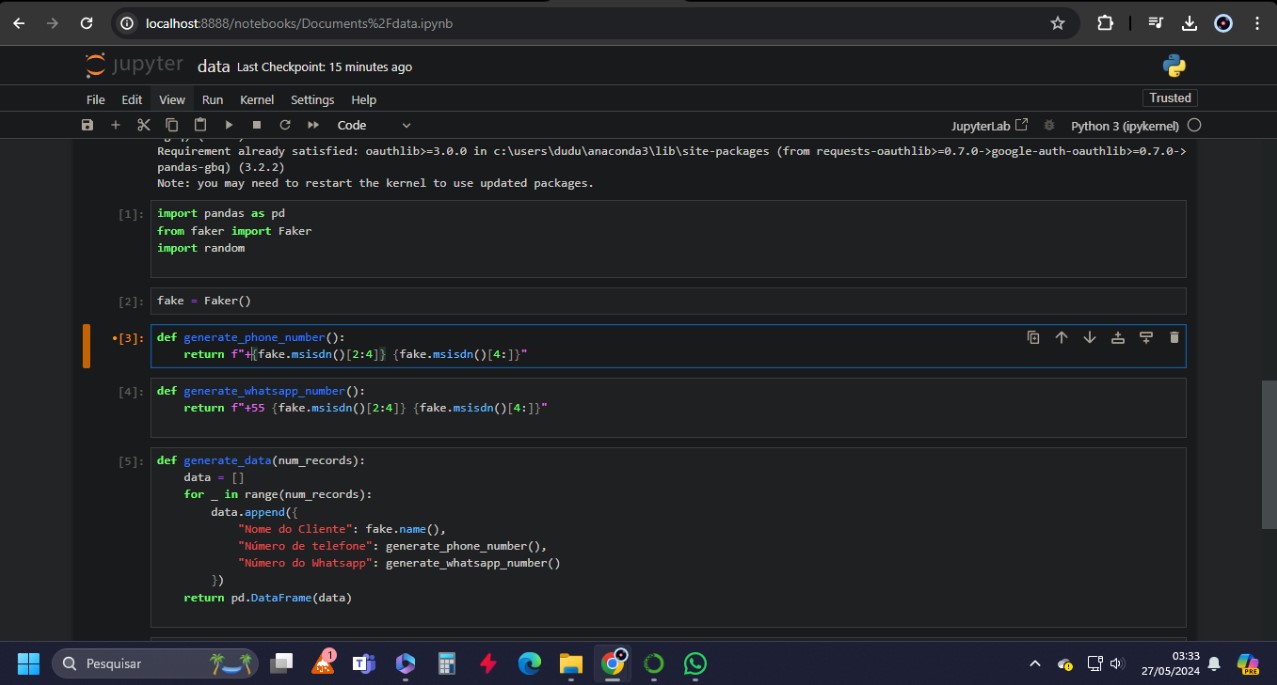 localhost:8888/notebooks/Documents%2Fdata.ipynb
jupyter data Last Checkpoint: 15 minutes ago
File Edit View Run Kernel Settings Help
Trusted
Code
JupyterLab
Python 3 (ipykernel)
Requirement already satisfied: oauthlib>=3.0.0 in c:\users\dudu\anaconda3\lib\site-packages (from requests-oauthlib>=0.7.0->google-auth-oauthlib>=0.7.0->
pandas-gbq) (3.2.2)
Note: you may need to restart the kernel to use updated packages.
[1]:
import pandas as pd
from faker import Faker
import random
[2]:
fake = Faker()
•[3]:
def generate_phone_number():
    return f"+{fake.msisdn()[2:4]} {fake.msisdn()[4:]}"
[4]:
def generate_whatsapp_number():
    return f"+55 {fake.msisdn()[2:4]} {fake.msisdn()[4:]}"
[5]:
def generate_data(num_records):
    data = []
    for _ in range(num_records):
        data.append({
            "Nome do Cliente": fake.name(),
            "Número de telefone": generate_phone_number(),
            "Número do Whatsapp": generate_whatsapp_number()
        })
    return pd.DataFrame(data)
Pesquisar
1
03:33
27/05/2024
PRE